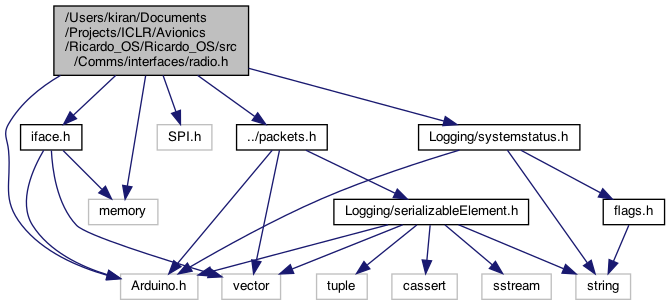 /Users/kiran/Documents
/Projects/ICLR/Avionics
/Ricardo_OS/Ricardo_OS/src
/Comms/interfaces/radio.h
iface.h
SPI.h
../packets.h
Logging/systemstatus.h
memory
Logging/serializableElement.h
flags.h
Arduino.h
vector
tuple
cassert
sstream
string